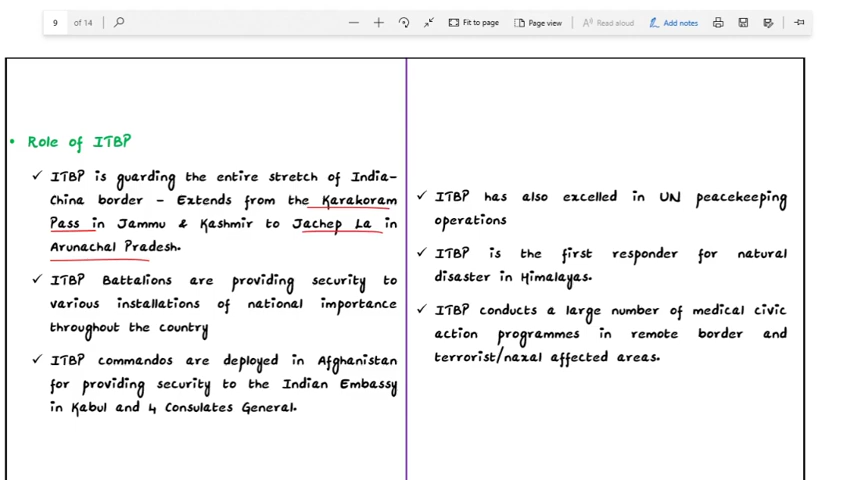 9 of 14
Fit to page
Page view
Read aloud
Add notes
• Role of ITBP
✓ ITBP is guarding the entire stretch of India-
China border - Extends from the Karakoram
Pass in Jammu & Kashmir to Jachep La in
Arunachal Pradesh.
✓ ITBP Battalions are providing security to
various installations of national importance
throughout the country
✓ ITBP commandos are deployed in Afghanistan
for providing security to the Indian Embassy
in Kabul and 4 Consulates General.
✓ ITBP has also excelled in UN peacekeeping
operations
✓ ITBP is the first responder for natural
disaster in Himalayas.
✓ ITBP conducts a large number of medical civic
action programmes in remote border and
terrorist/naxal affected areas.